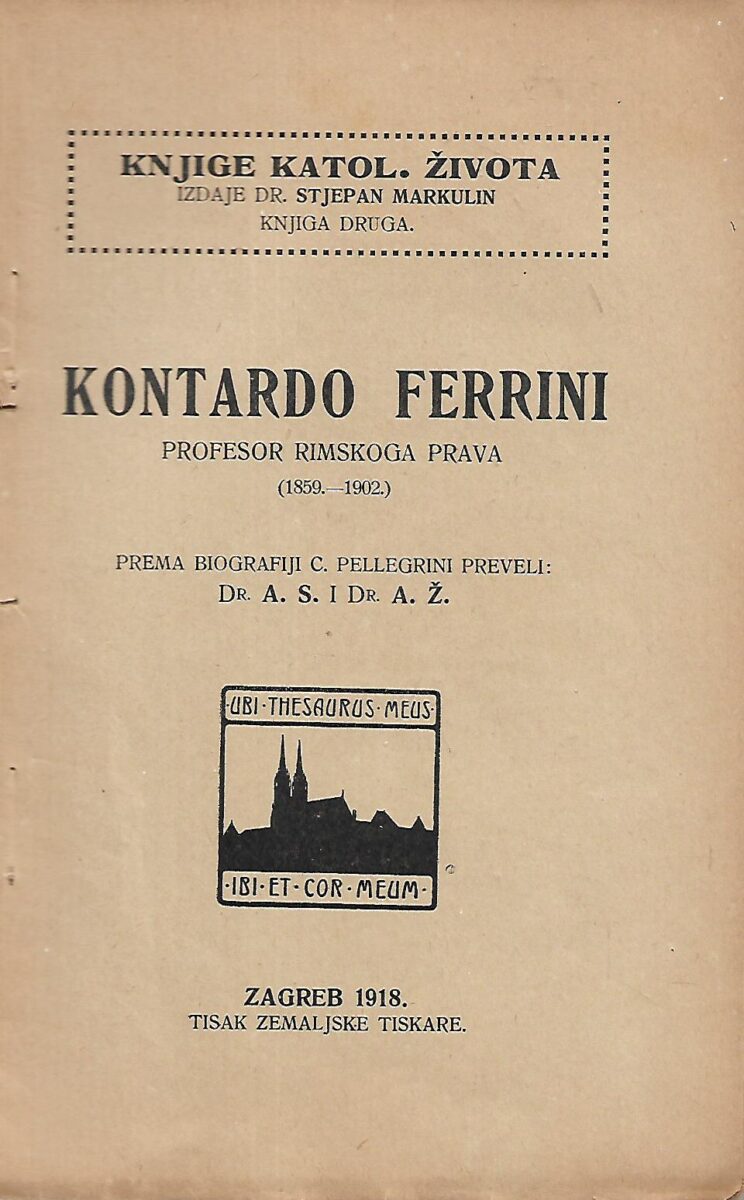 KNJIGE KATOL. ŽIVOTA
IZDAJE DR. STJEPAN MARKULIN
KNJIGA DRUGA.
KONTARDO FERRINI
PROFESOR RIMSKOGA PRAVA
(1859.—1902.)
PREMA BIOGRAFIJI C. PELLEGRINI PREVELI:
DR. A. S. I DR. A. Ž.
·UBI·THESAURUS·MEUS·
·IBI·ET·COR·MEUM·
ZAGREB 1918.
TISAK ZEMALJSKE TISKARE.